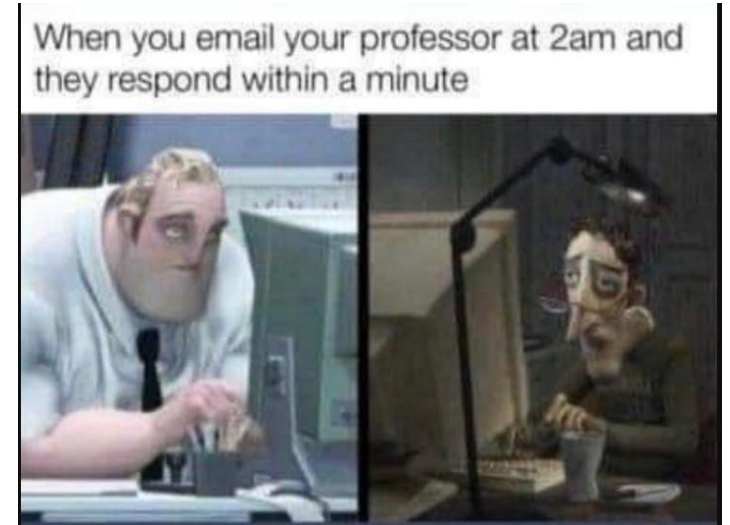 When you email your professor at 2am and
they respond within a minute